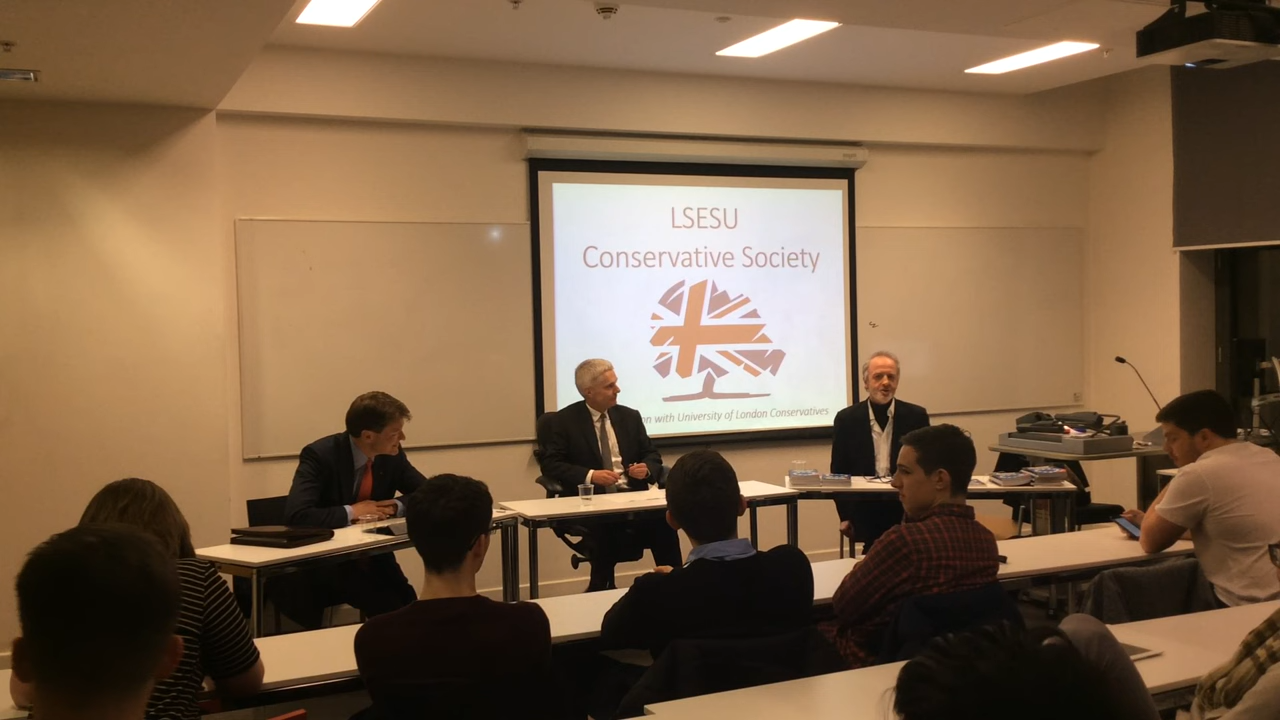 LSESU
Conservative Society
with University of London Conservatives